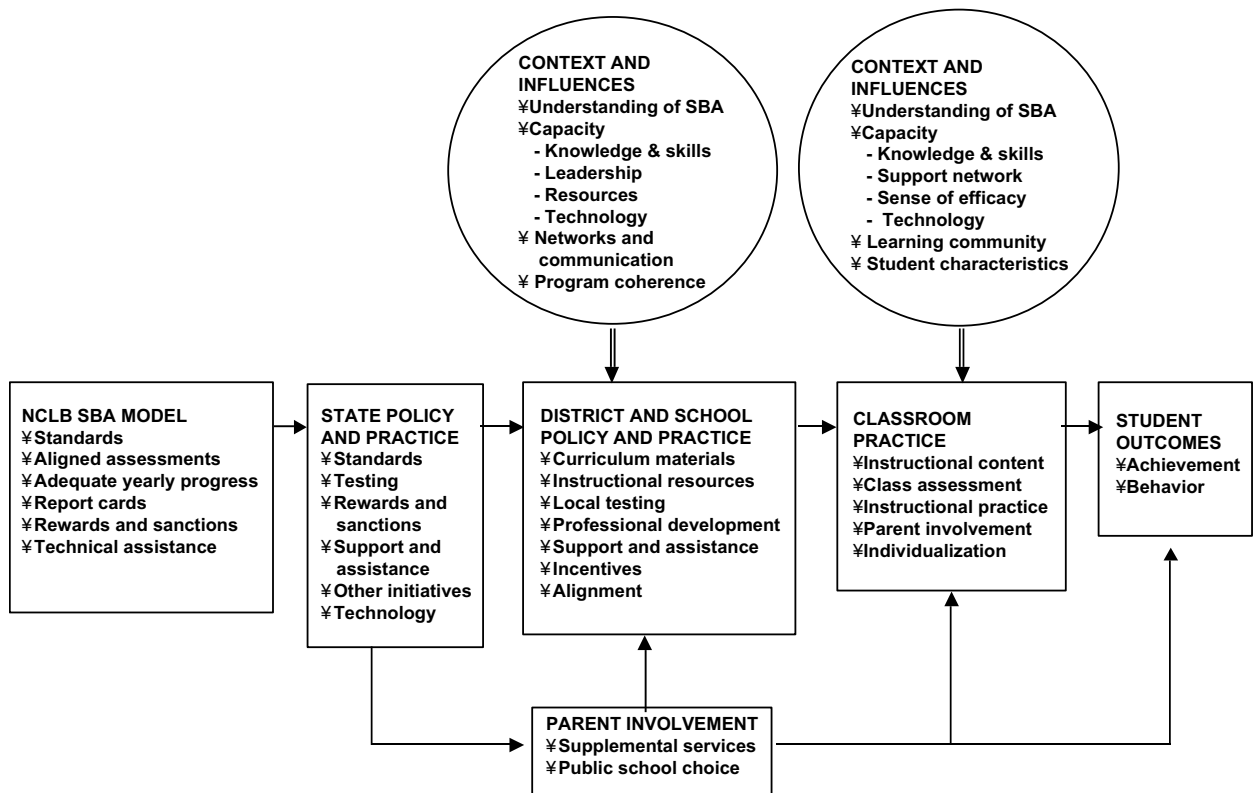 CONTEXT AND
INFLUENCES
¥Understanding of SBA
¥Capacity
- Knowledge & skills
- Leadership
- Resources
- Technology
¥ Networks and
communication
¥ Program coherence
CONTEXT AND
INFLUENCES
¥Understanding of SBA
¥Capacity
- Knowledge & skills
- Support network
- Sense of efficacy
- Technology
¥ Learning community
¥ Student characteristics
NCLB SBA MODEL
¥Standards
¥Aligned assessments
¥Adequate yearly progress
¥Report cards
¥Rewards and sanctions
¥Technical assistance
STATE POLICY
AND PRACTICE
¥Standards
¥Testing
¥Rewards and
sanctions
¥Support and
assistance
¥Other initiatives
¥Technology
DISTRICT AND SCHOOL
POLICY AND PRACTICE
¥Curriculum materials
¥Instructional resources
¥Local testing
¥Professional development
¥Support and assistance
¥Incentives
¥Alignment
CLASSROOM
PRACTICE
¥Instructional content
¥Class assessment
¥Instructional practice
¥Parent involvement
¥Individualization
STUDENT
OUTCOMES
¥Achievement
¥Behavior
PARENT INVOLVEMENT
¥Supplemental services
¥Public school choice